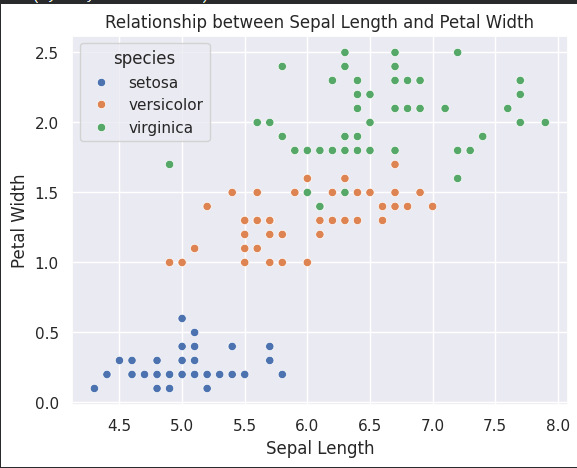 Relationship between Sepal Length and Petal Width
species
setosa
versicolor
virginica
Petal Width
2.5
2.0
1.5
1.0
0.5
0.0
4.5 5.0 5.5 6.0 6.5 7.0 7.5 8.0
Sepal Length